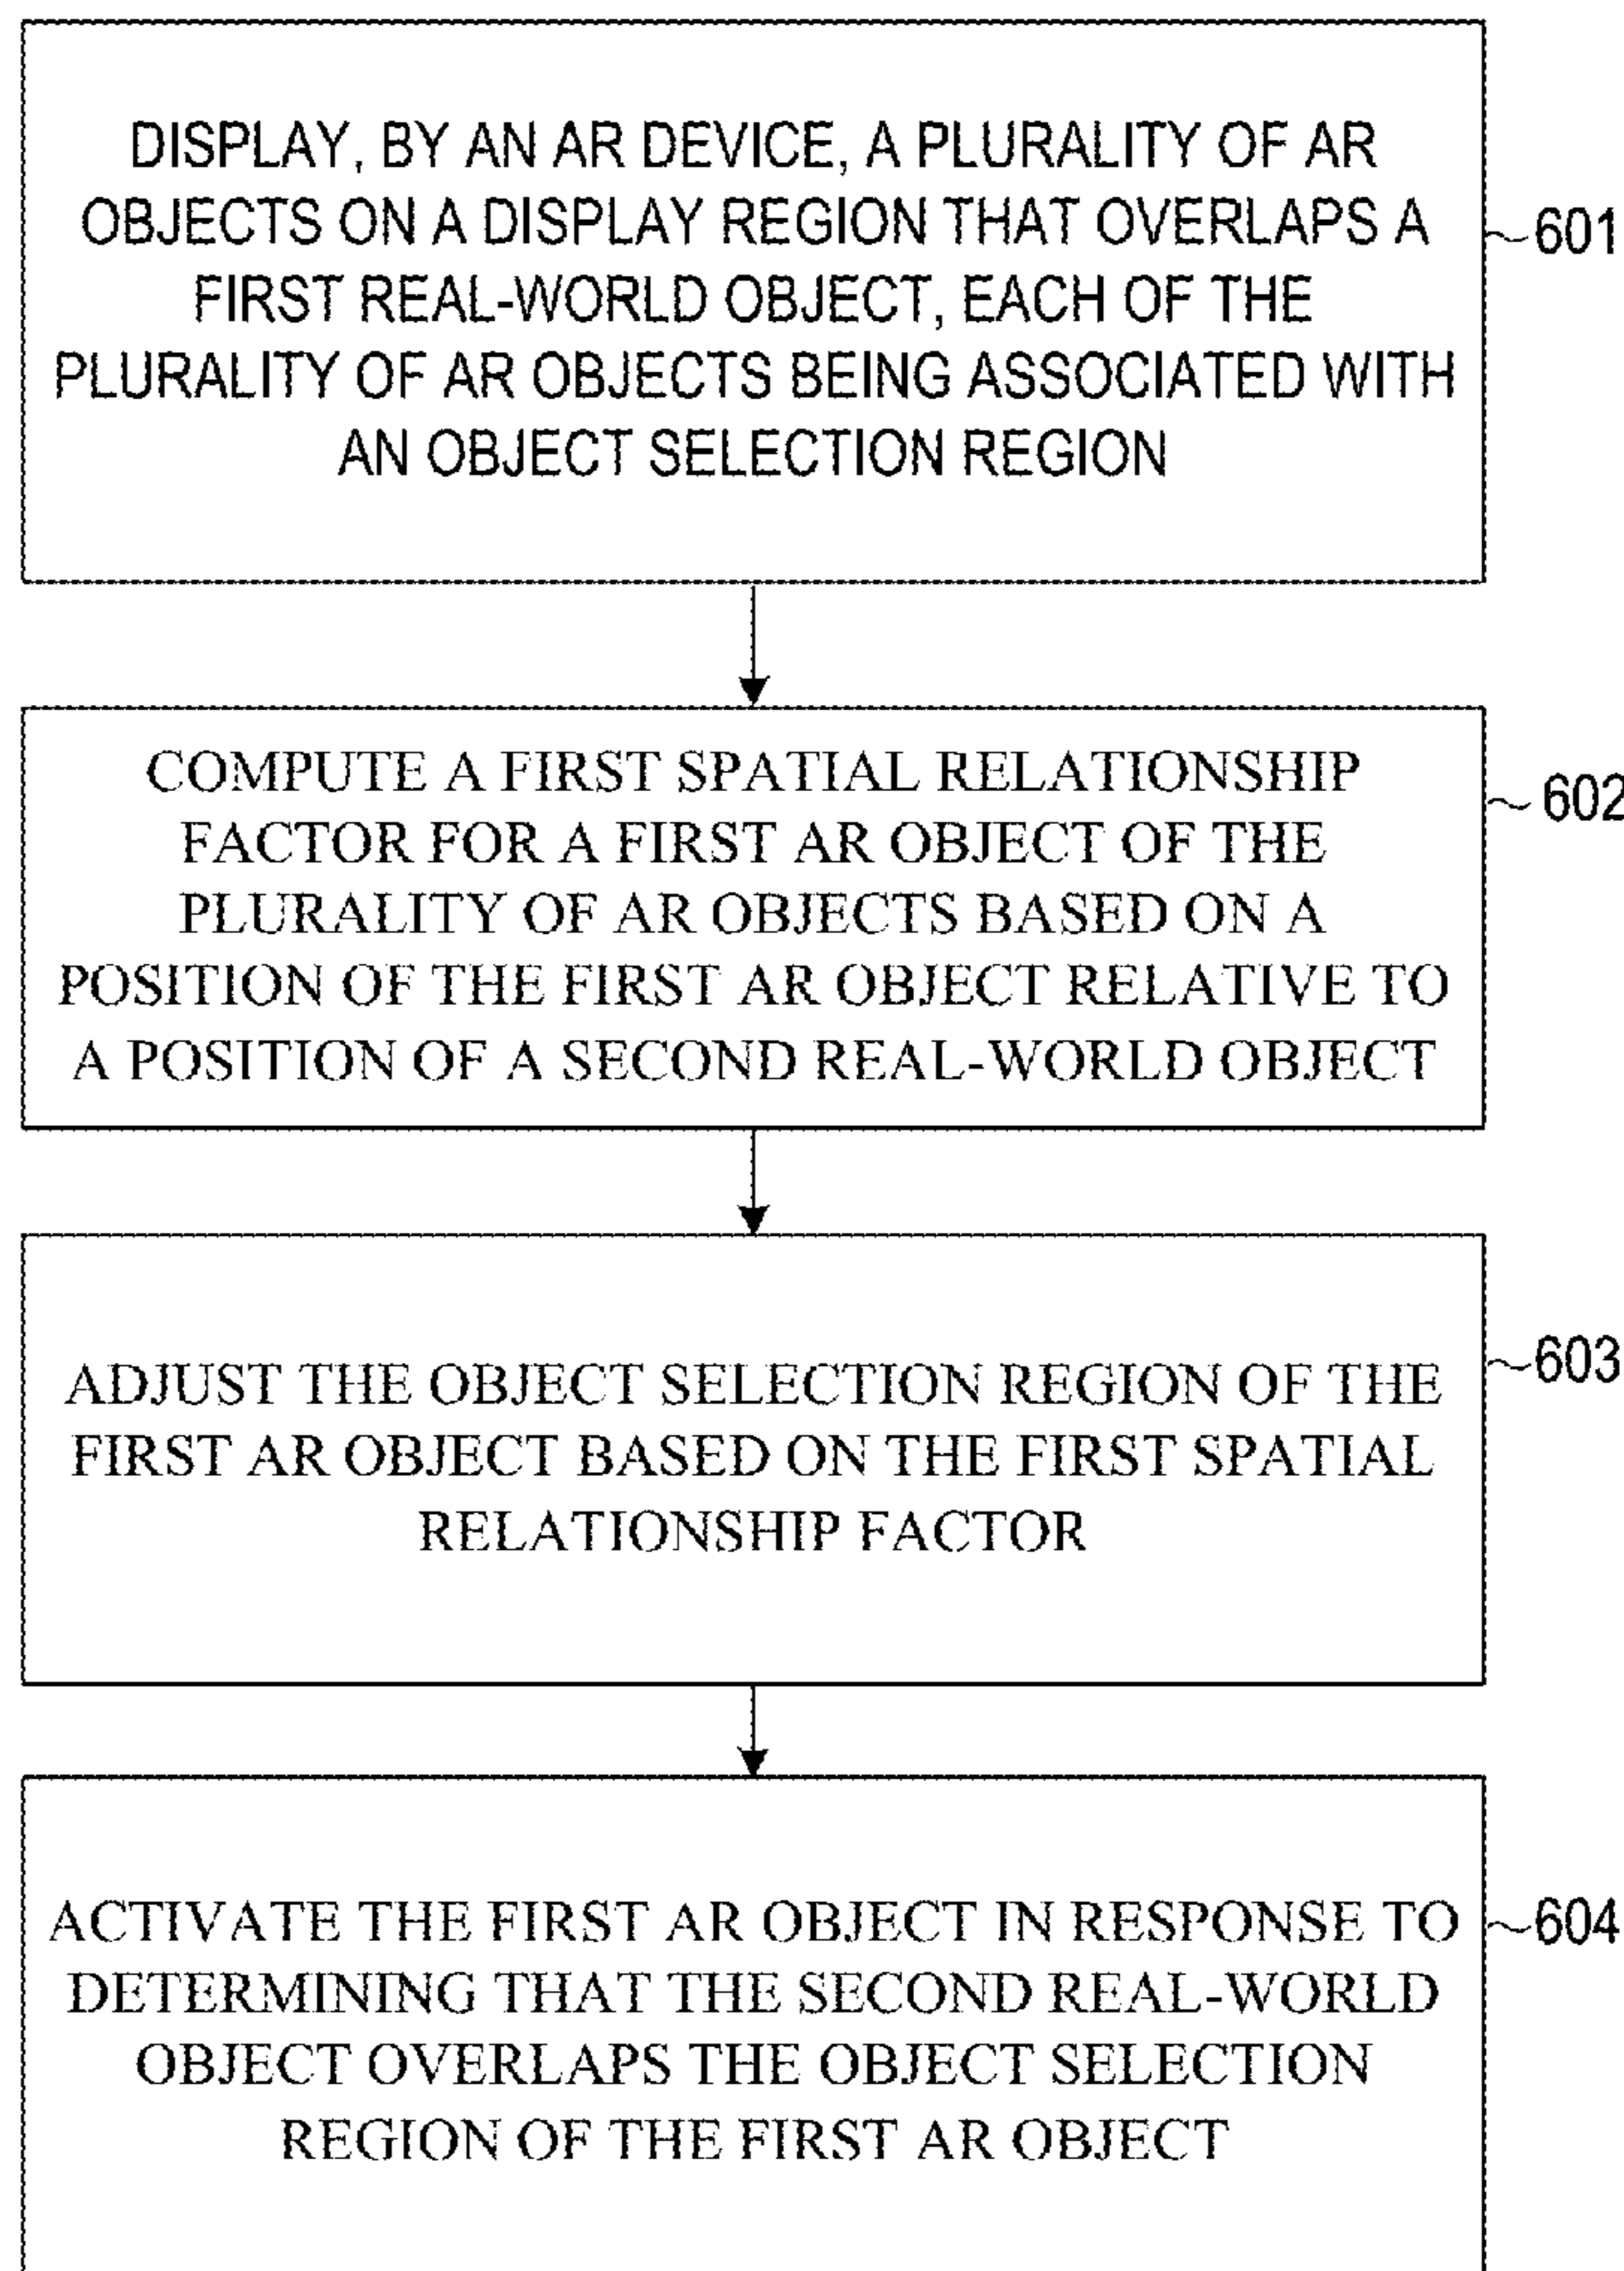 DISPLAY, BY AN AR DEVICE, A PLURALITY OF AR
OBJECTS ON A DISPLAY REGION THAT OVERLAPS A
FIRST REAL-WORLD OBJECT, EACH OF THE
PLURALITY OF AR OBJECTS BEING ASSOCIATED WITH
AN OBJECT SELECTION REGION
601
COMPUTE A FIRST SPATIAL RELATIONSHIP
FACTOR FOR A FIRST AR OBJECT OF THE
PLURALITY OF AR OBJECTS BASED ON A
POSITION OF THE FIRST AR OBJECT RELATIVE TO
A POSITION OF A SECOND REAL-WORLD OBJECT
602
ADJUST THE OBJECT SELECTION REGION OF THE
FIRST AR OBJECT BASED ON THE FIRST SPATIAL
RELATIONSHIP FACTOR
603
ACTIVATE THE FIRST AR OBJECT IN RESPONSE TO
DETERMINING THAT THE SECOND REAL-WORLD
OBJECT OVERLAPS THE OBJECT SELECTION
REGION OF THE FIRST AR OBJECT
604